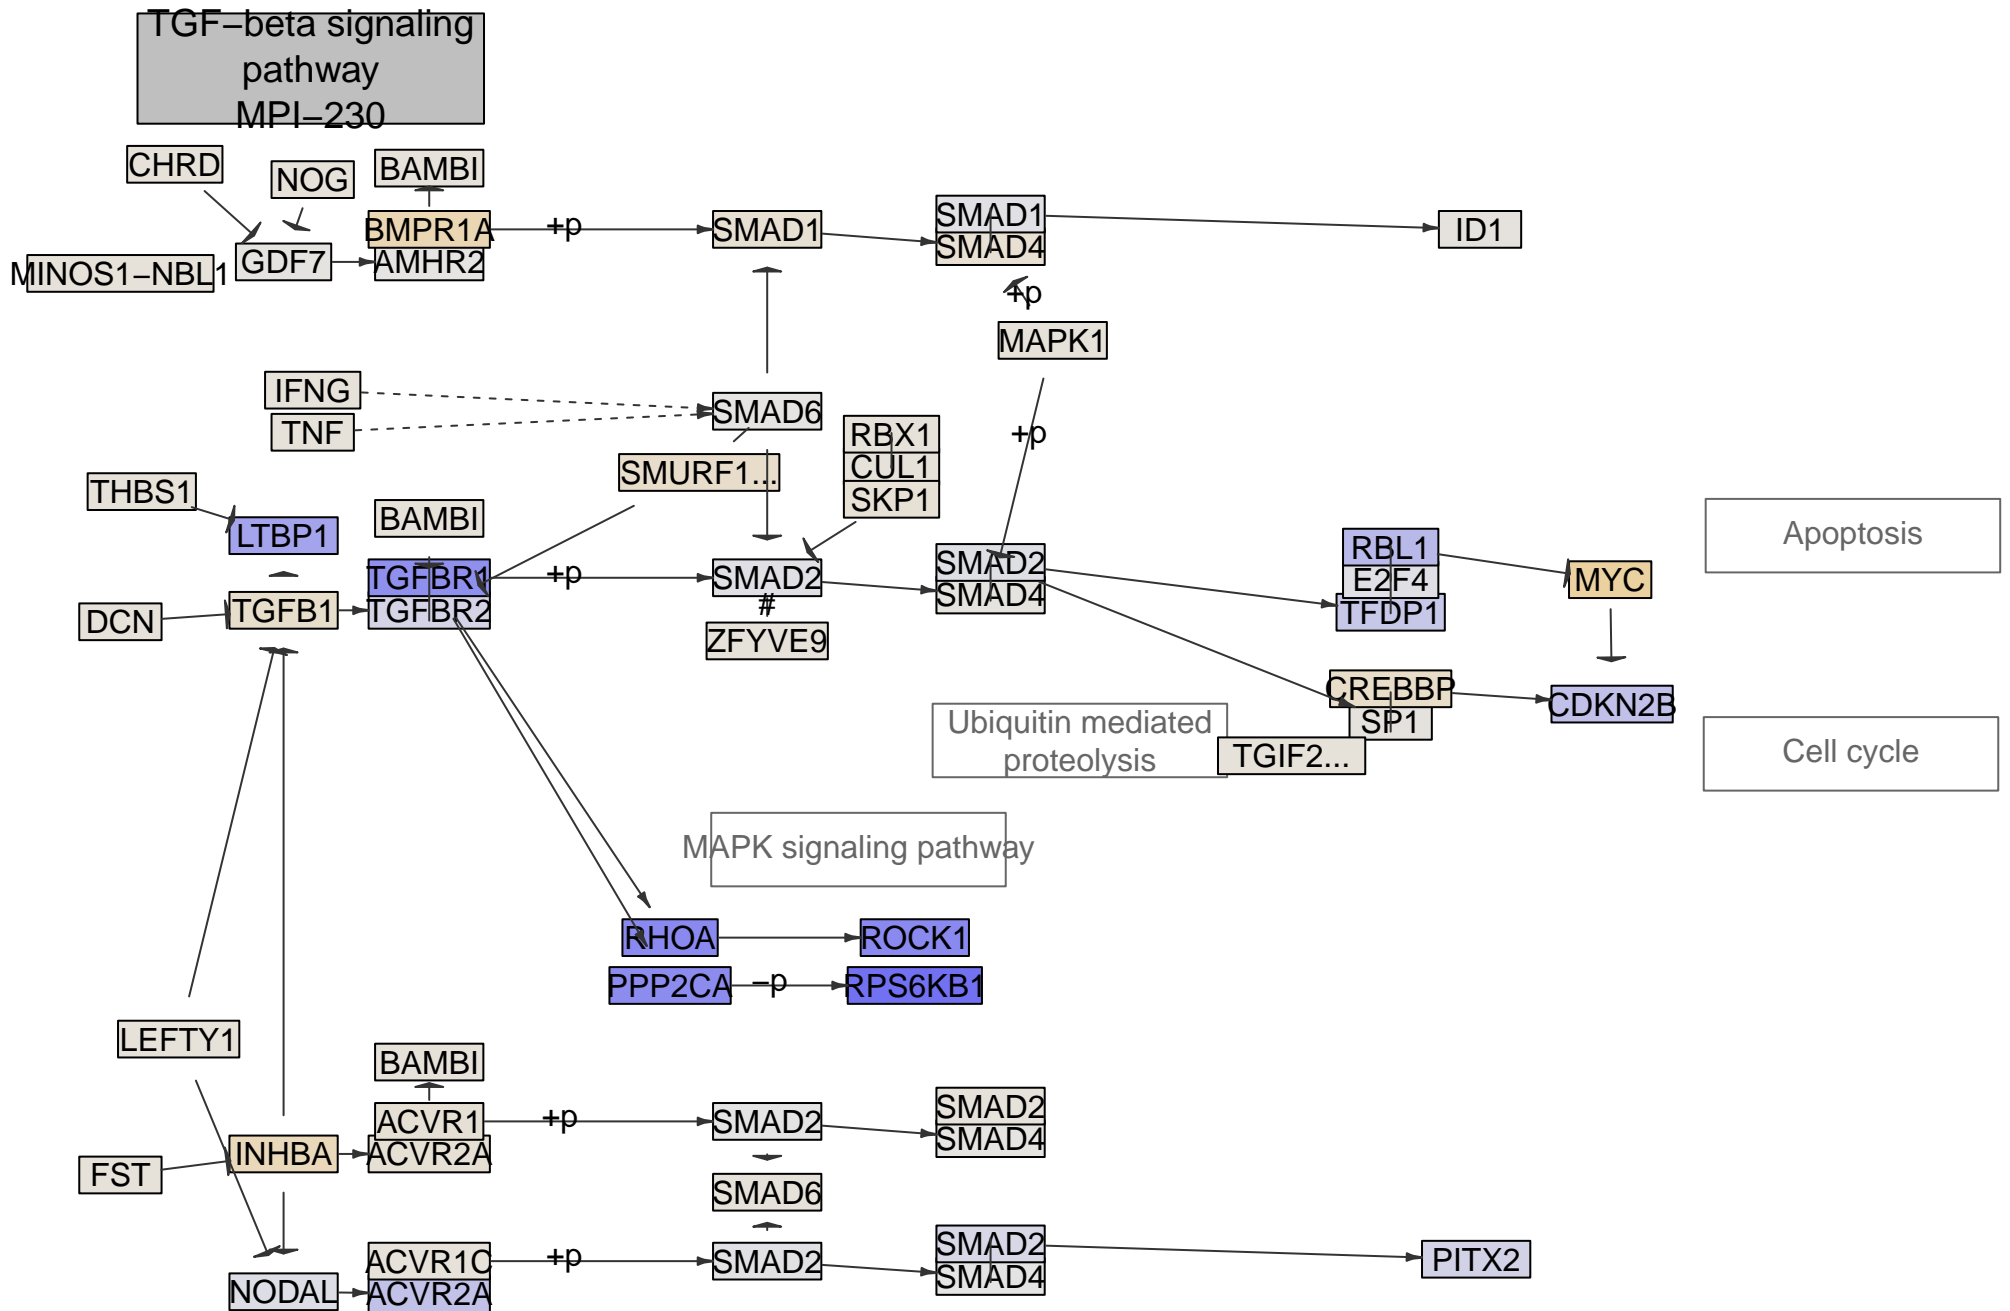 TGF−beta signaling
pathway
MPI−230
CHRD
NOG
BAMBI
BMPR1A
+p
SMAD1
SMAD1
SMAD4
ID1
MINOS1−NBL1
GDF7
AMHR2
+p
MAPK1
IFNG
TNF
SMAD6
RBX1
CUL1
SKP1
+p
SMURF1...
THBS1
LTBP1
BAMBI
TGFBR1
TGFBR2
+p
SMAD2
#
ZFYVE9
SMAD2
SMAD4
RBL1
E2F4
TFDP1
MYC
Apoptosis
DCN
TGFB1
CREBBP
SP1
TGIF2...
CDKN2B
Ubiquitin mediated
proteolysis
Cell cycle
MAPK signaling pathway
RHOA
ROCK1
PPP2CA
−p
RPS6KB1
LEFTY1
BAMBI
ACVR1
ACVR2A
+p
SMAD2
SMAD2
SMAD4
INHBA
FST
SMAD6
ACVR1C
ACVR2A
+p
SMAD2
SMAD2
SMAD4
PITX2
NODAL